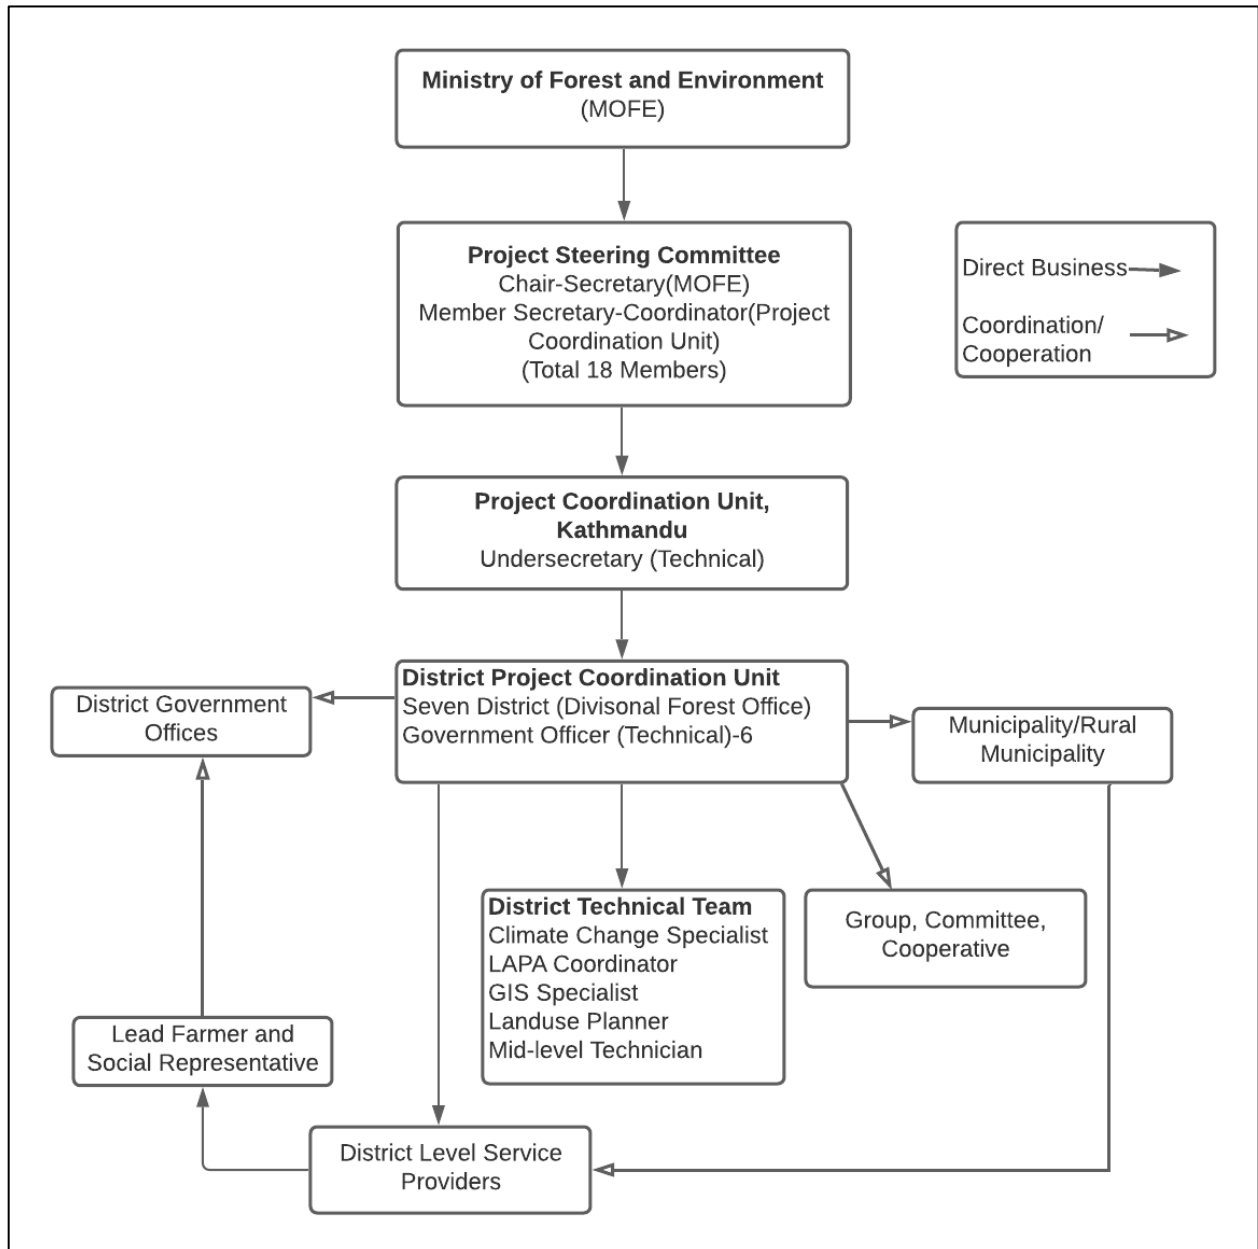 Ministry of Forest and Environment
(MOFE)
Project Steering Committee
Chair-Secretary(MOFE)
Member Secretary-Coordinator(Project
Coordination Unit)
(Total 18 Members)
Direct Business
Coordination/
Cooperation
Project Coordination Unit,
Kathmandu
Undersecretary (Technical)
District Project Coordination Unit
Seven District (Divisonal Forest Office)
Government Officer (Technical)-6
District Government
Offices
Municipality/Rural
Municipality
District Technical Team
Climate Change Specialist
LAPA Coordinator
GIS Specialist
Landuse Planner
Mid-level Technician
Group, Committee,
Cooperative
Lead Farmer and
Social Representative
District Level Service
Providers